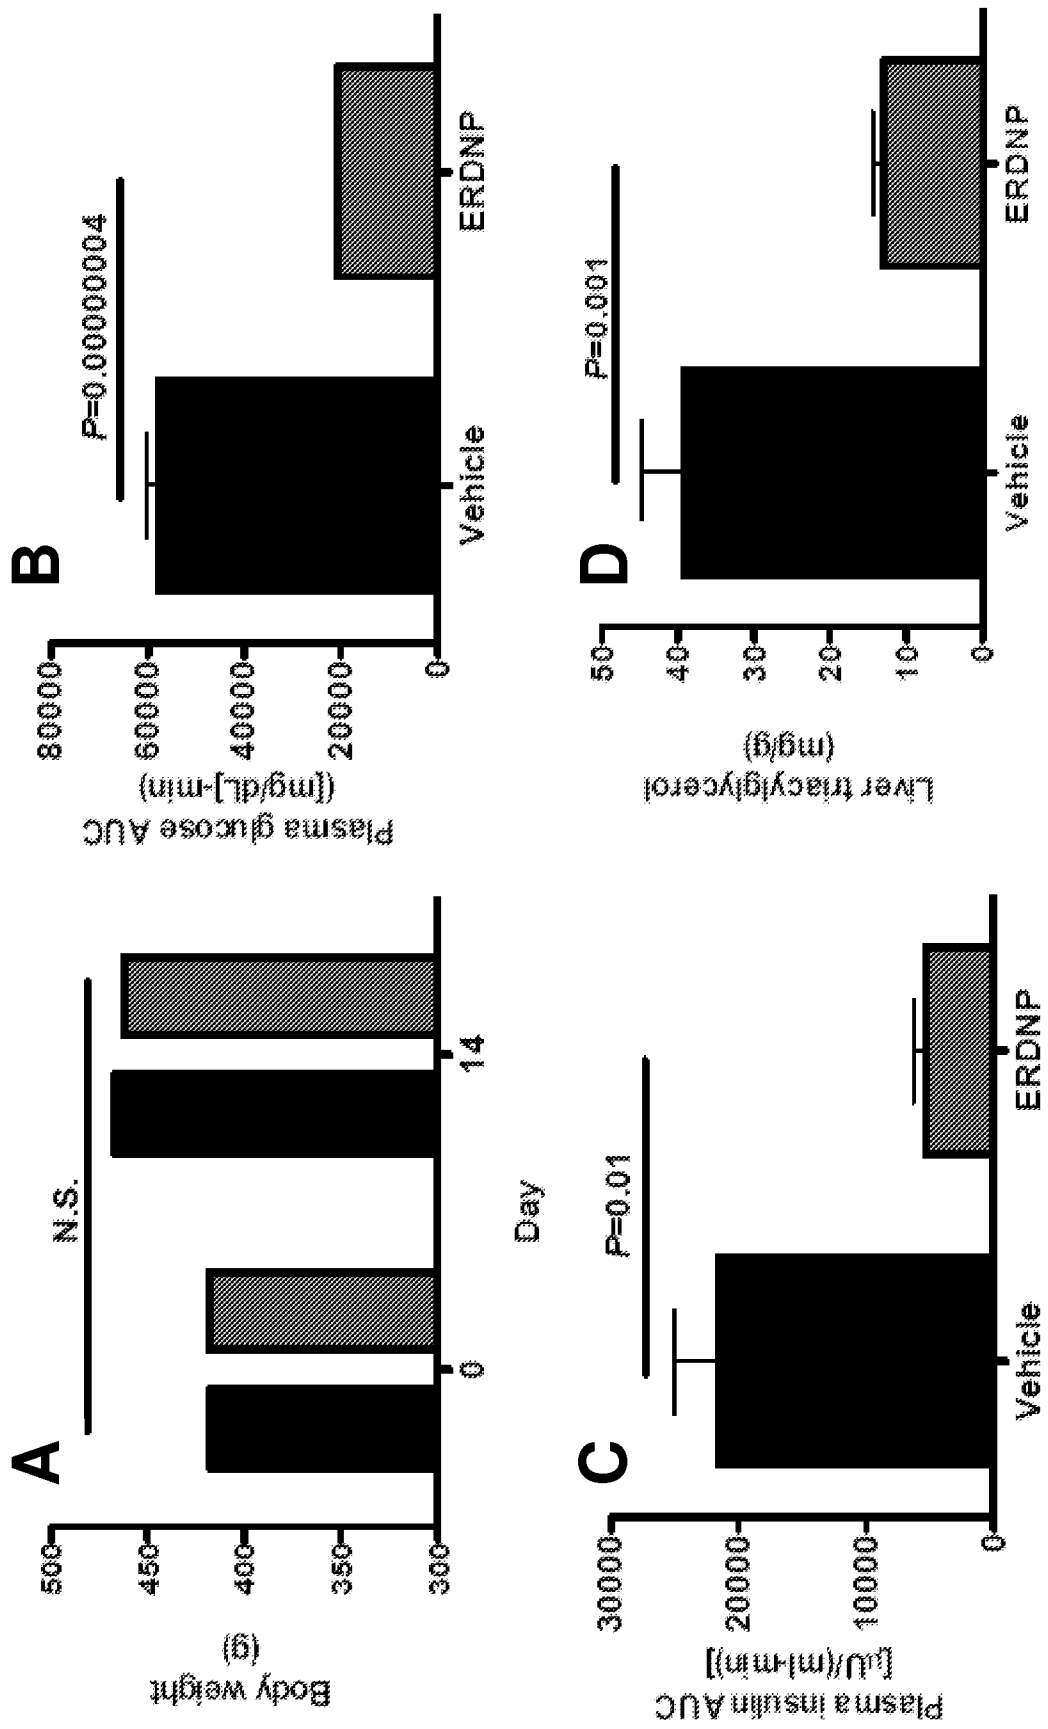 A
Body weight
(g)
500
450
400
350
300
N.S.
0
14
Day
B
Plasma glucose AUC
([mg/dL]-min)
80000
60000
40000
20000
0
P=0.00000004
Vehicle
ERDNP
C
Plasma insulin AUC
[µU/(ml-min)]
30000
20000
10000
0
P=0.01
Vehicle
ERDNP
D
Liver triacylglycerol
(mg/g)
50
40
30
20
10
0
P=0.001
Vehicle
ERDNP